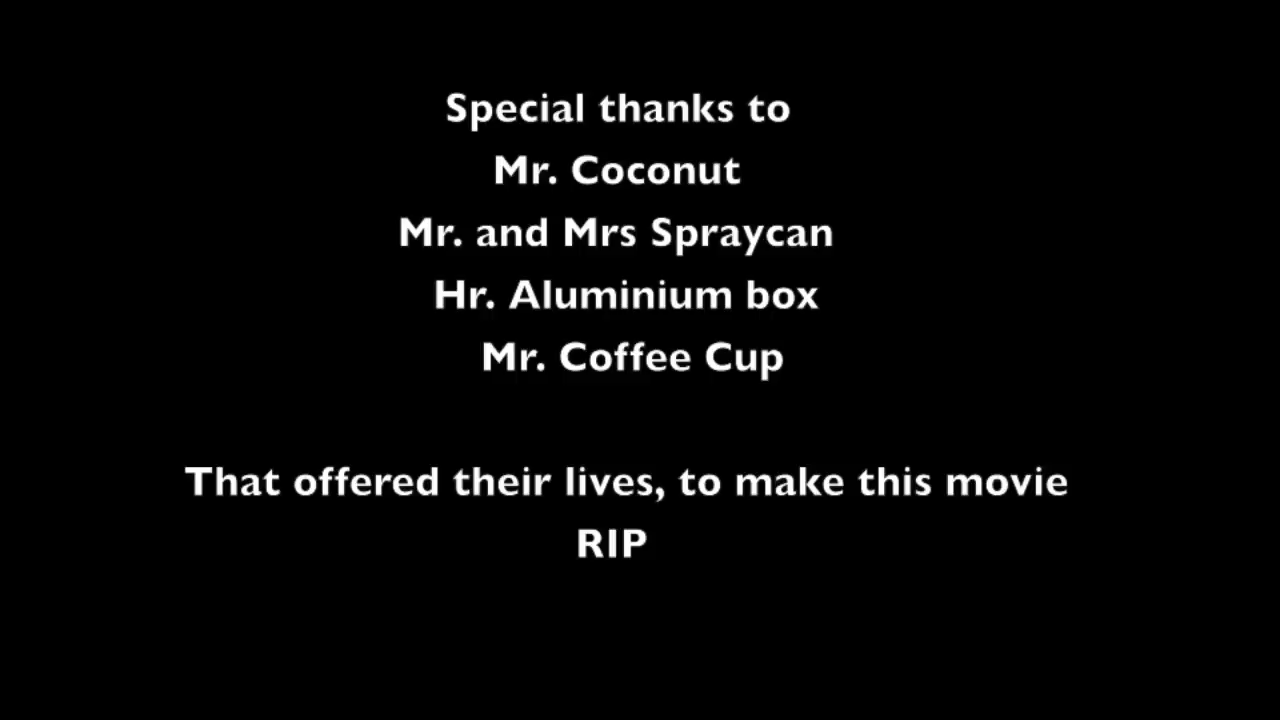 Special thanks to
Mr. Coconut
Mr. and Mrs Spraycan
Hr. Aluminium box
Mr. Coffee Cup
That offered their lives, to make this movie
RIP